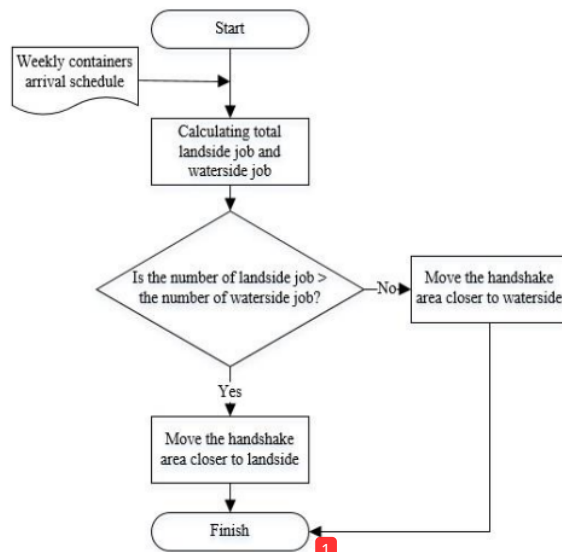 Start
Weekly containers
arrival schedule
Calculating total
landside job and
waterside job
Is the number of landside job >
the number of waterside job?
No
Move the handshake
area closer to waterside
Yes
Move the handshake
area closer to landside
Finish
1